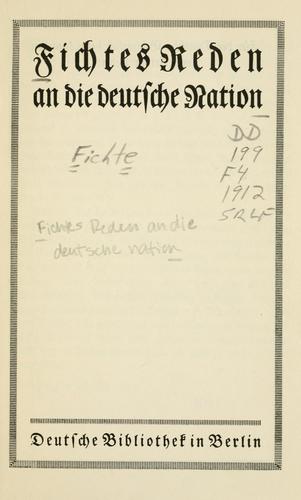 Fichtes Reden
an die deutsche Nation
Fichte
DD
199
F4
1912
SRLF
Fichtes Reden an die
deutsche nation
Deutsche Bibliothek in Berlin